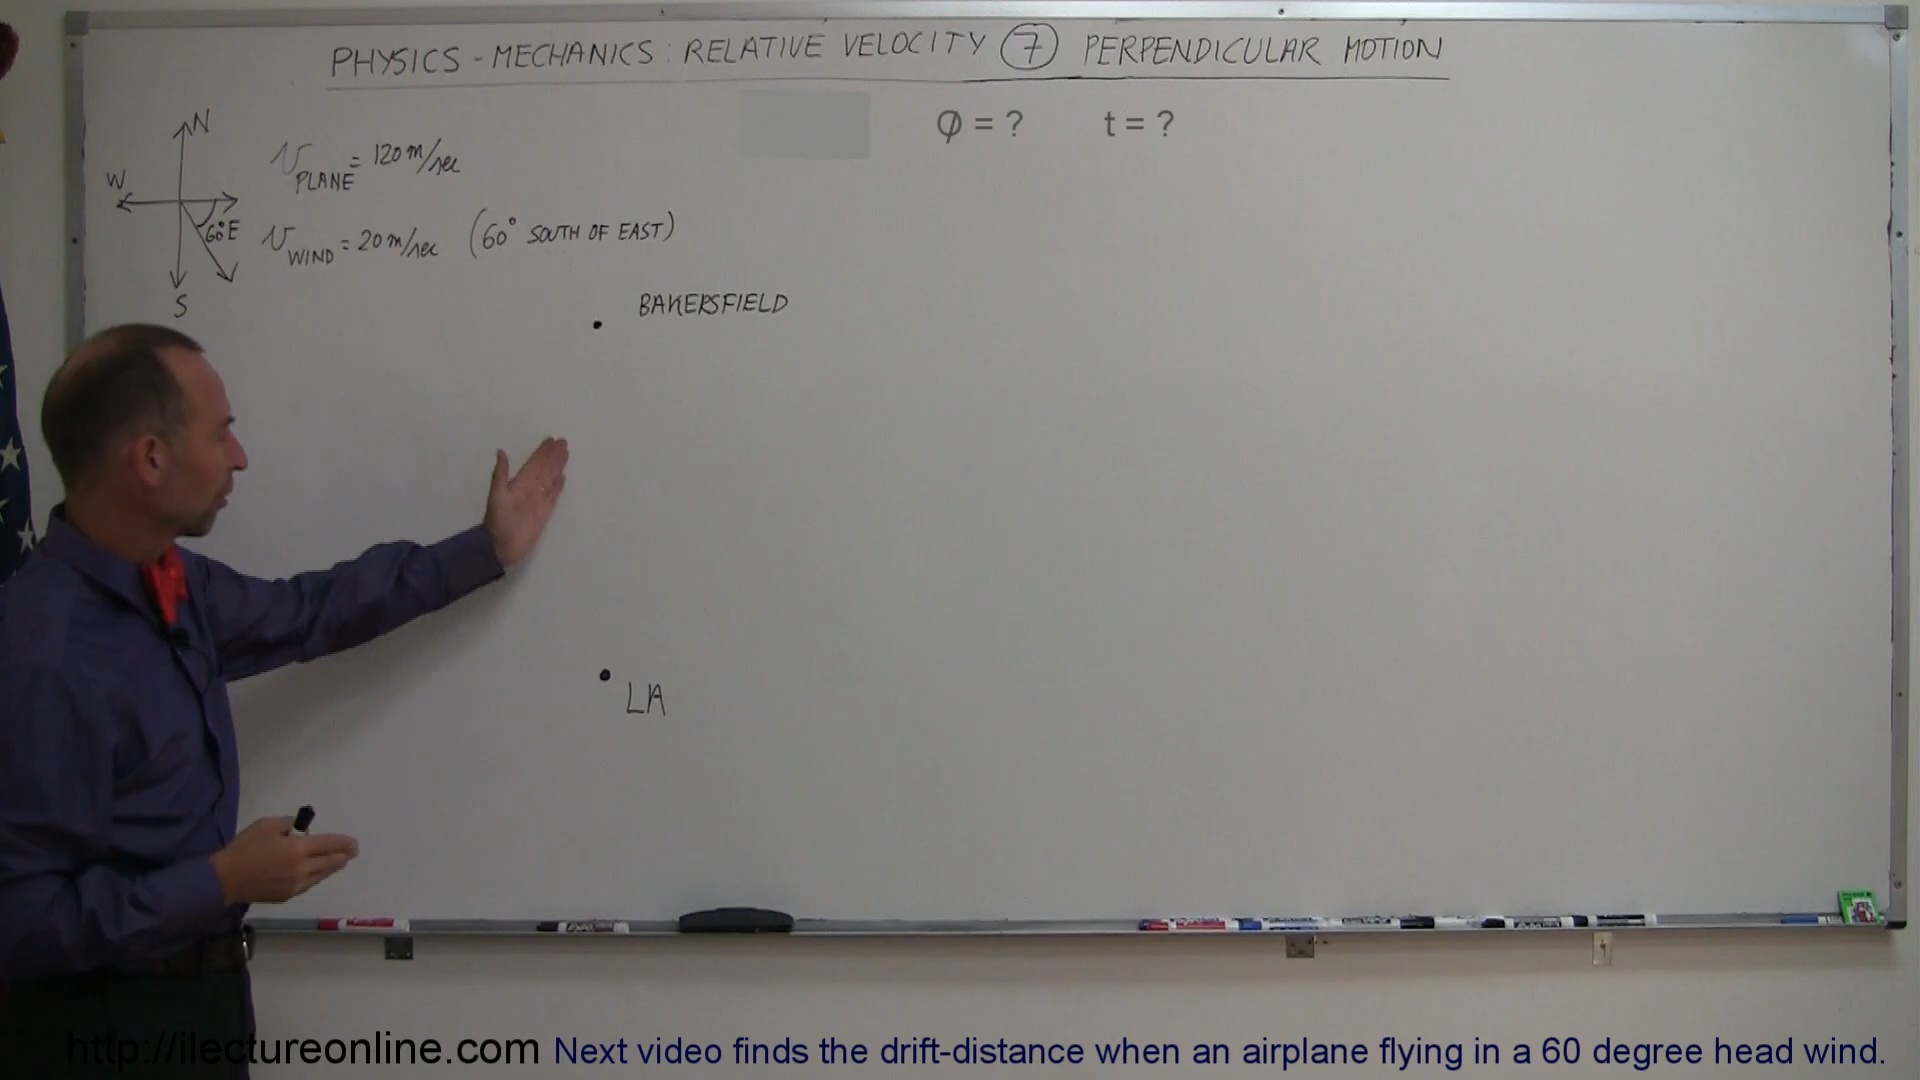 PHYSICS - MECHANICS: RELATIVE VELOCITY ⑦ PERPENDICULAR MOTION
φ = ? t = ?
N
W
E
S
60°
V PLANE = 120 m/sec
V WIND = 20 m/sec (60° SOUTH OF EAST)
BAKERSFIELD
LA
http://ilectureonline.com Next video finds the drift-distance when an airplane flying in a 60 degree head wind.